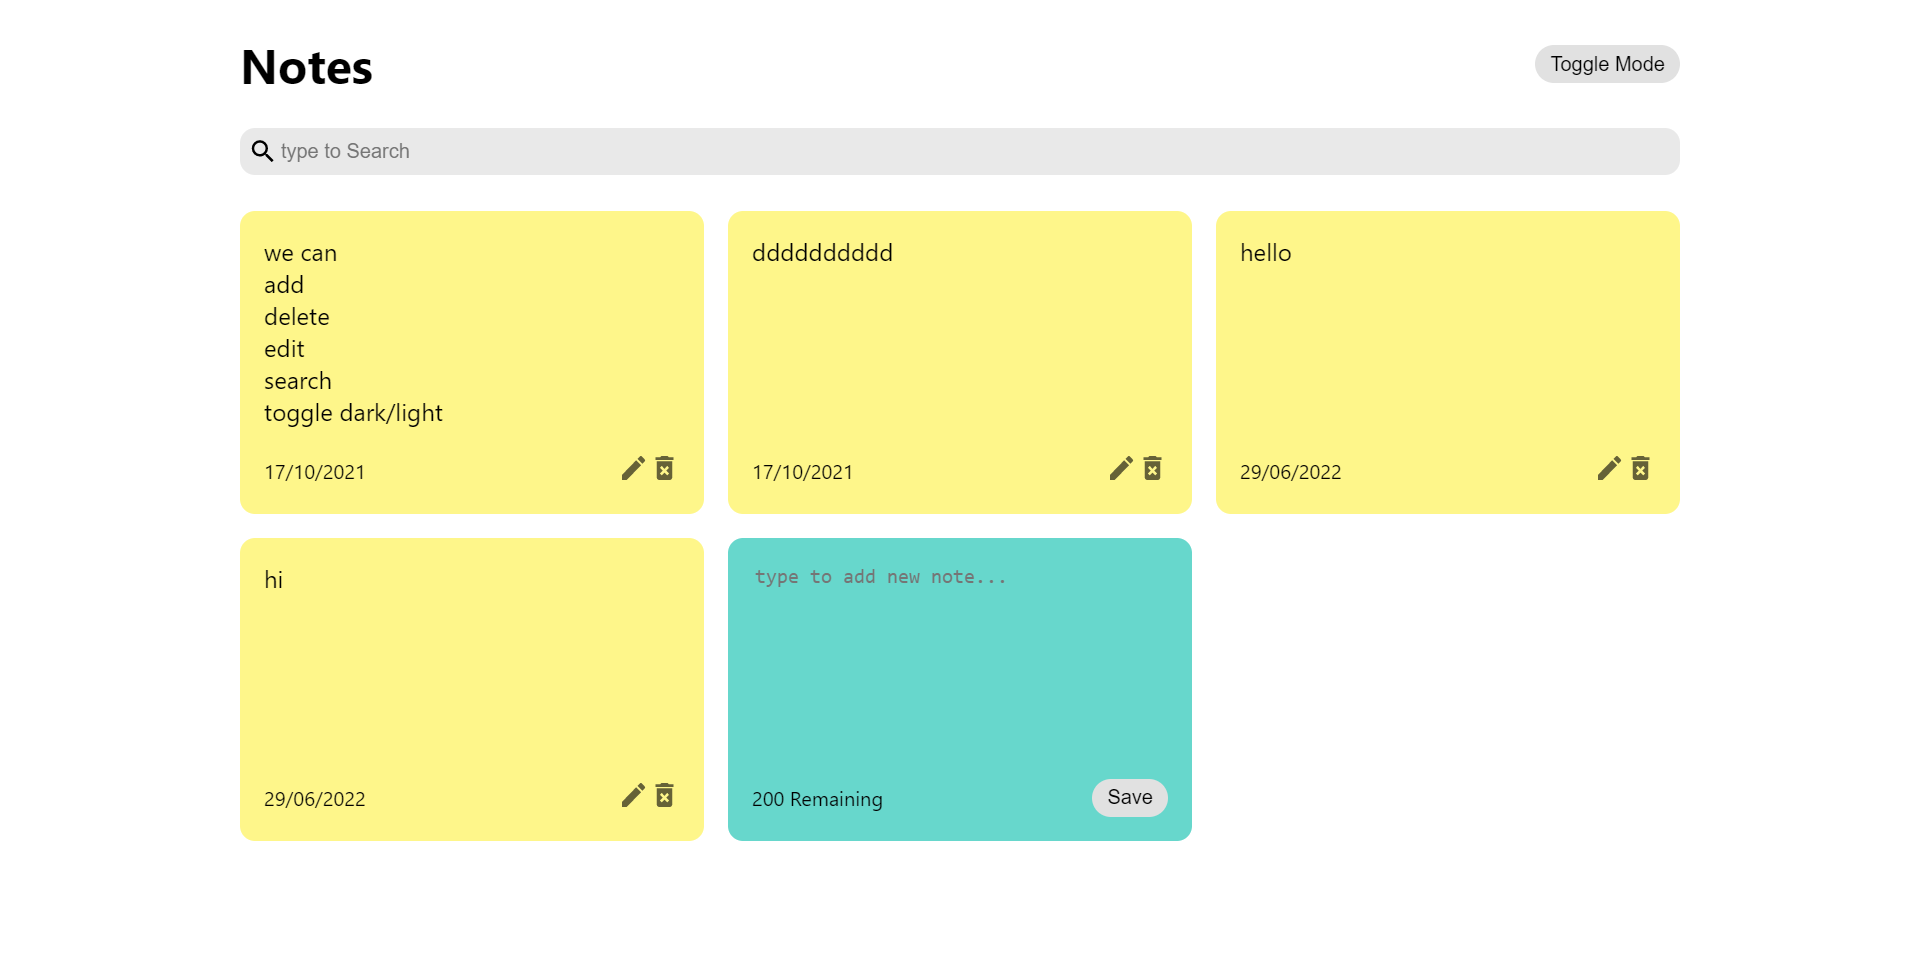 Notes
Toggle Mode
type to Search
we can
add
delete
edit
search
toggle dark/light
17/10/2021
dddddddddd
17/10/2021
hello
29/06/2022
hi
29/06/2022
type to add new note...
200 Remaining
Save